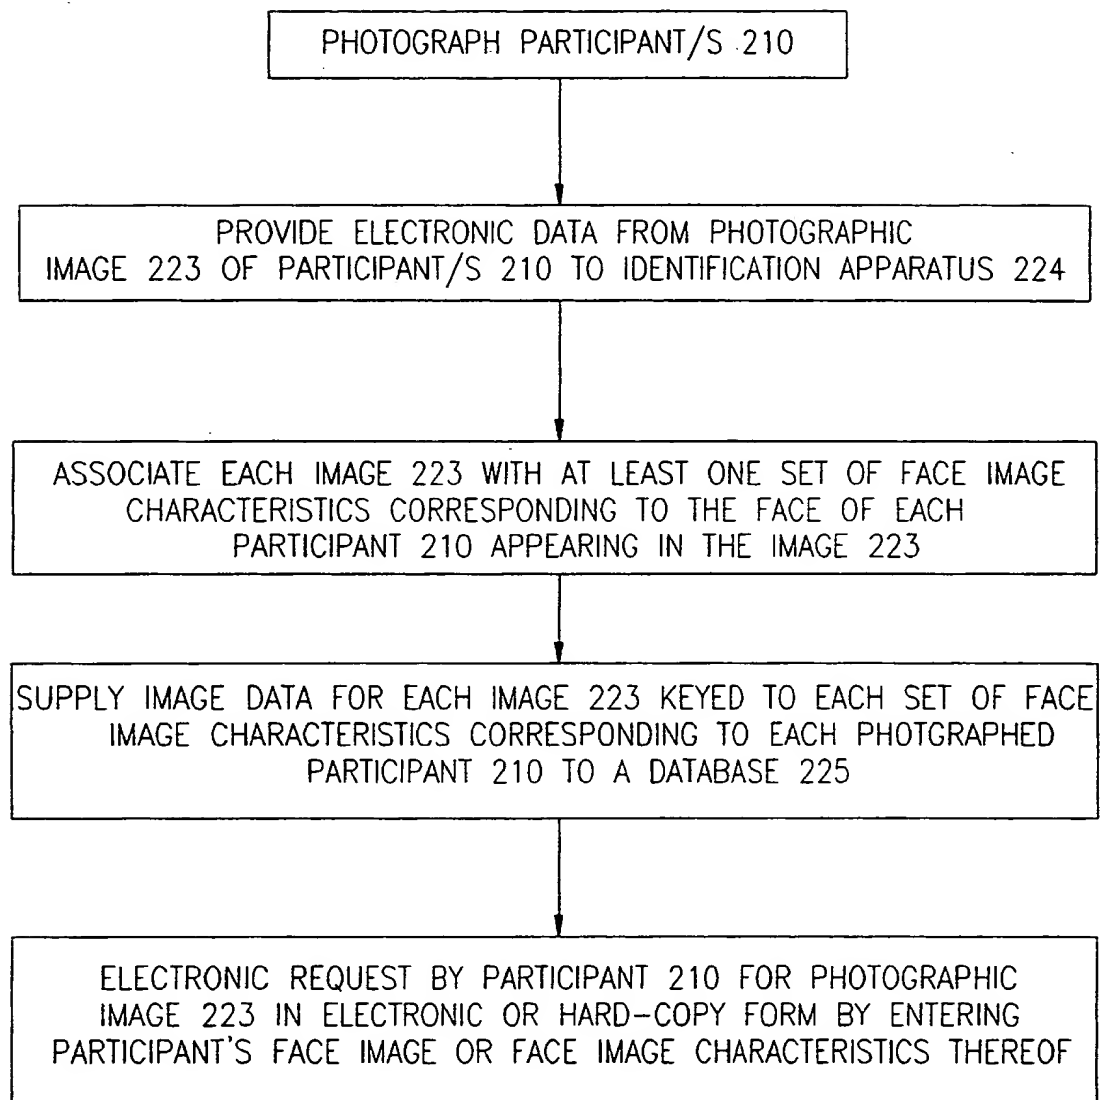 PHOTOGRAPH PARTICIPANT/S 210
PROVIDE ELECTRONIC DATA FROM PHOTOGRAPHIC
IMAGE 223 OF PARTICIPANT/S 210 TO IDENTIFICATION APPARATUS 224
ASSOCIATE EACH IMAGE 223 WITH AT LEAST ONE SET OF FACE IMAGE
CHARACTERISTICS CORRESPONDING TO THE FACE OF EACH
PARTICIPANT 210 APPEARING IN THE IMAGE 223
SUPPLY IMAGE DATA FOR EACH IMAGE 223 KEYED TO EACH SET OF FACE
IMAGE CHARACTERISTICS CORRESPONDING TO EACH PHOTGRAPHED
PARTICIPANT 210 TO A DATABASE 225
ELECTRONIC REQUEST BY PARTICIPANT 210 FOR PHOTOGRAPHIC
IMAGE 223 IN ELECTRONIC OR HARD-COPY FORM BY ENTERING
PARTICIPANT'S FACE IMAGE OR FACE IMAGE CHARACTERISTICS THEREOF